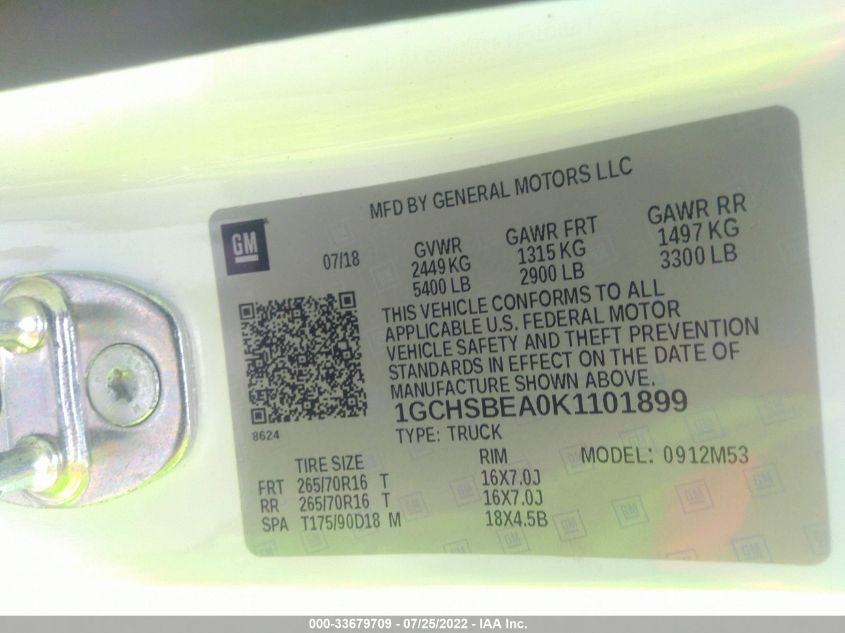 MFD BY GENERAL MOTORS LLC
GM
07/18
GVWR GAWR FRT GAWR RR
2449 KG 1315 KG 1497 KG
5400 LB 2900 LB 3300 LB
THIS VEHICLE CONFORMS TO ALL
APPLICABLE U.S. FEDERAL MOTOR
VEHICLE SAFETY AND THEFT PREVENTION
STANDARDS IN EFFECT ON THE DATE OF
MANUFACTURE SHOWN ABOVE.
1GCHSBEA0K1101899
8624
TYPE: TRUCK MODEL: 0912M53
TIRE SIZE RIM
FRT 265/70R16 T 16X7.0J
RR 265/70R16 T 16X7.0J
SPA T175/90D18 M 18X4.5B
000-33679709 - 07/25/2022 - IAA Inc.